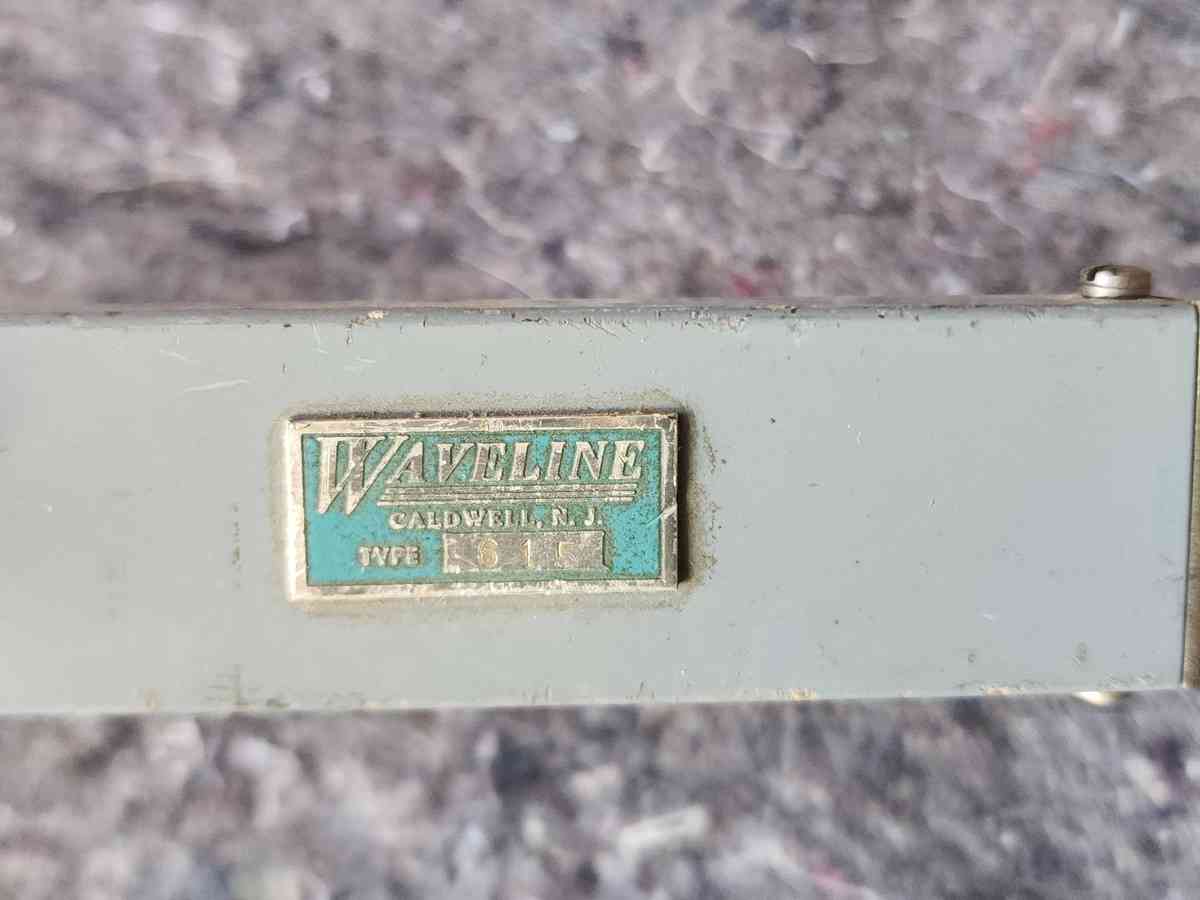 WAVELINE
CALDWELL, N. J.
TYPE 615